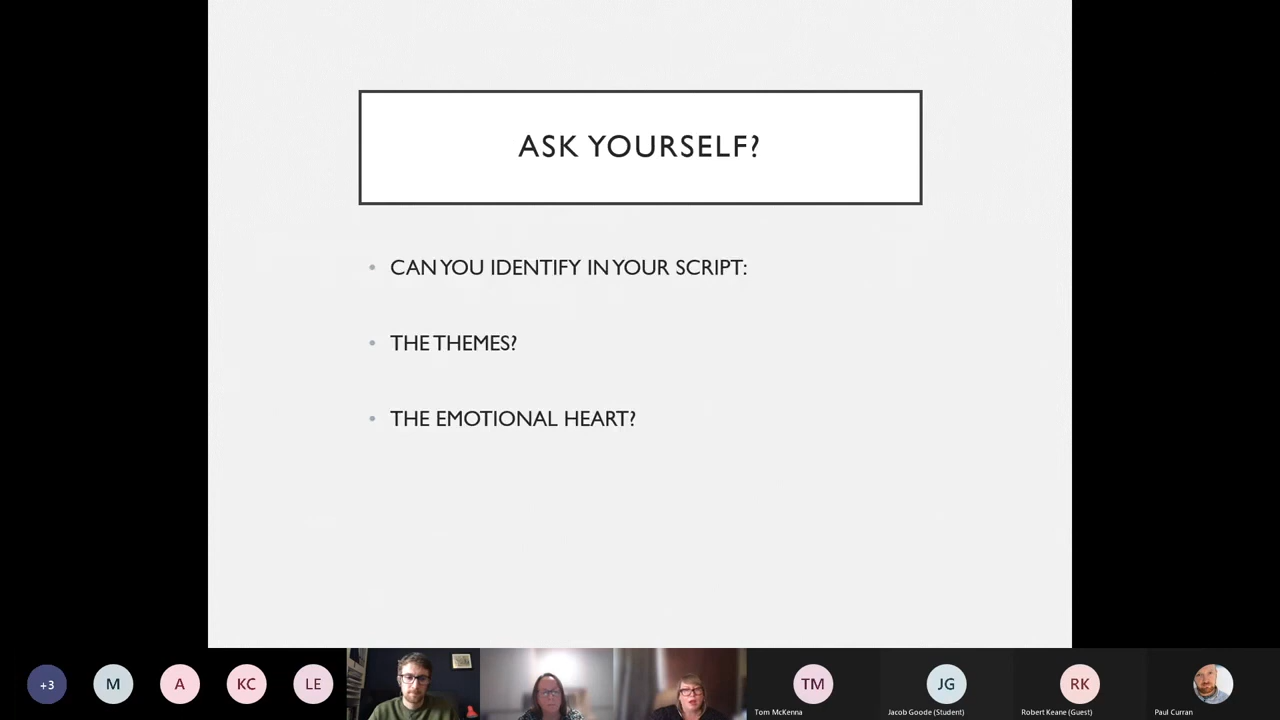 ASK YOURSELF?
CAN YOU IDENTIFY IN YOUR SCRIPT:
THE THEMES?
THE EMOTIONAL HEART?
+3
M
A
KC
LE
TM
JG
RK
Tom McKenna
Jacob Goode (Student)
Robert Keane (Guest)
Paul Curran